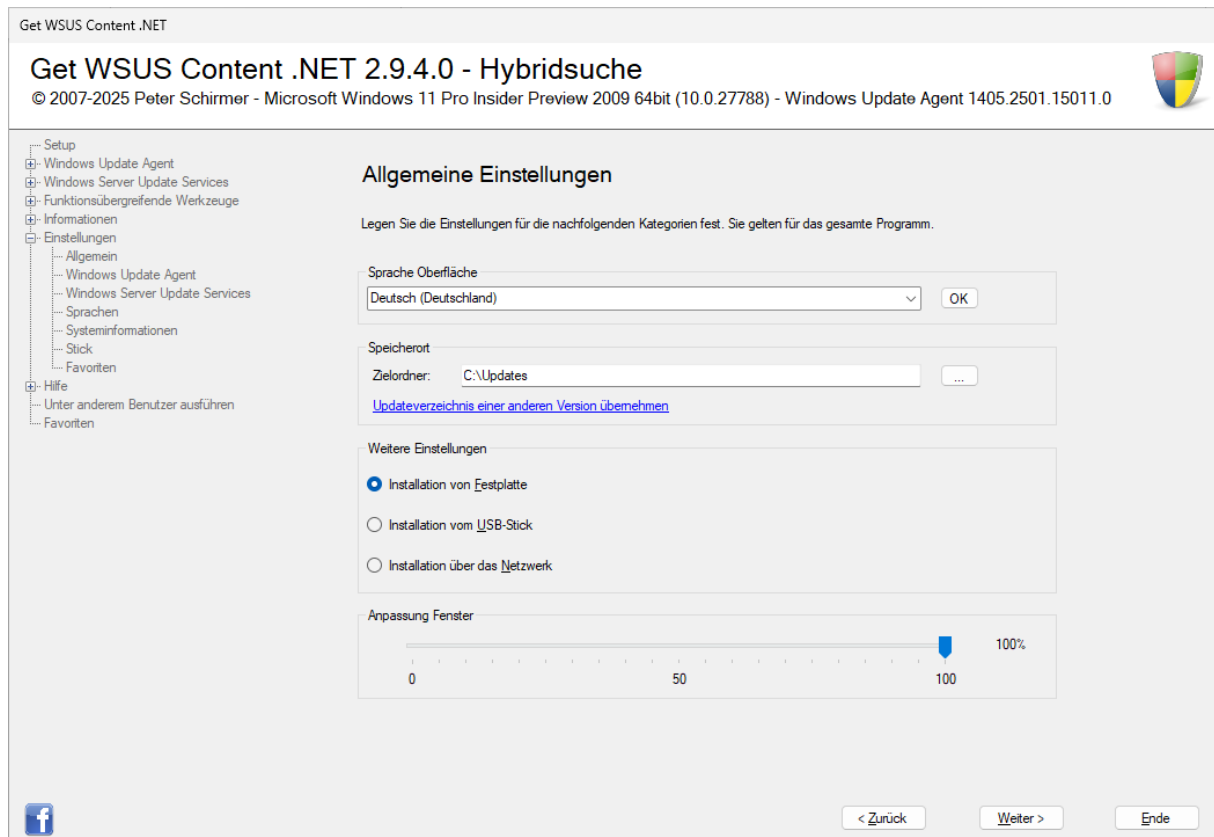 Get WSUS Content .NET
Get WSUS Content .NET 2.9.4.0 - Hybridsuche
© 2007-2025 Peter Schirmer - Microsoft Windows 11 Pro Insider Preview 2009 64bit (10.0.27788) - Windows Update Agent 1405.2501.15011.0
Setup
Windows Update Agent
Windows Server Update Services
Funktionsübergreifende Werkzeuge
Informationen
Einstellungen
Allgemein
Windows Update Agent
Windows Server Update Services
Sprachen
Systeminformationen
Stick
Favoriten
Hilfe
Unter anderem Benutzer ausführen
Favoriten
Allgemeine Einstellungen
Legen Sie die Einstellungen für die nachfolgenden Kategorien fest. Sie gelten für das gesamte Programm.
Sprache Oberfläche
Deutsch (Deutschland)
OK
Speicherort
Zielordner: C:\Updates ...
Updateverzeichnis einer anderen Version übernehmen
Weitere Einstellungen
Installation von Festplatte
Installation vom USB-Stick
Installation über das Netzwerk
Anpassung Fenster
100%
0 50 100
f
< Zurück Weiter > Ende